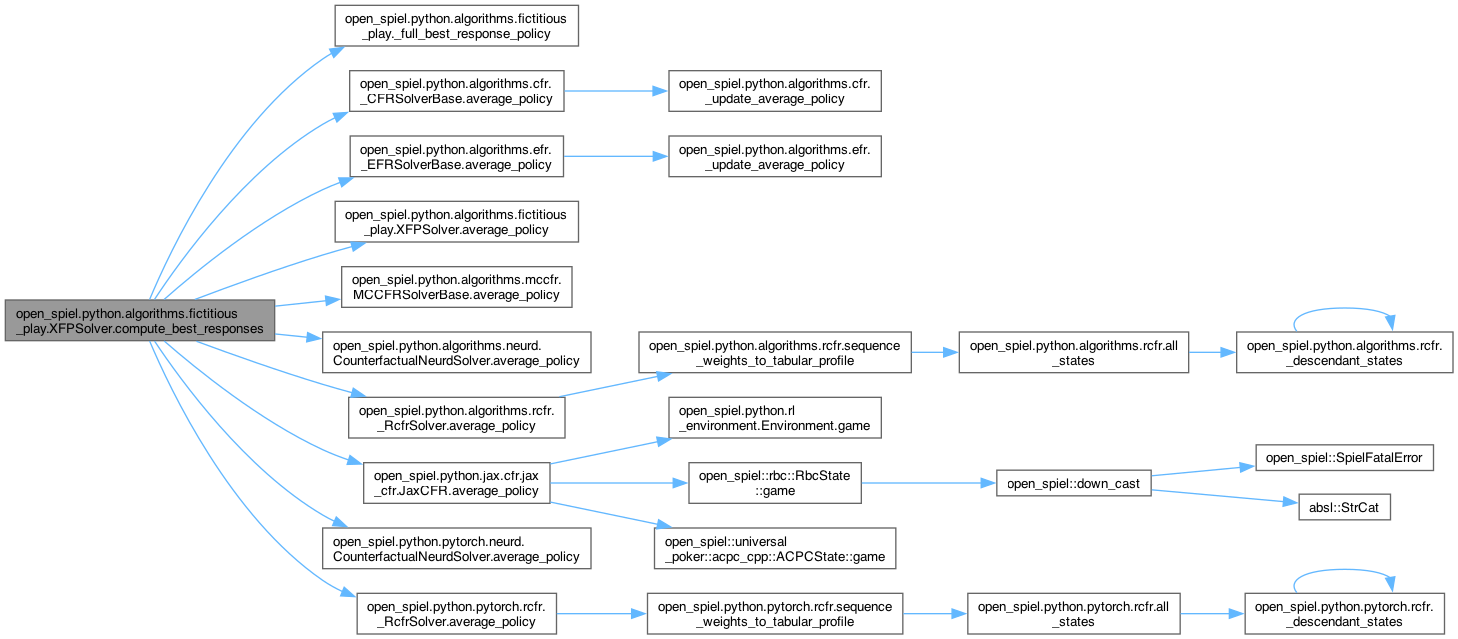 open_spiel.python.algorithms.fictitious
_play._full_best_response_policy
open_spiel.python.algorithms.cfr.
_CFRSolverBase.average_policy
open_spiel.python.algorithms.cfr.
_update_average_policy
open_spiel.python.algorithms.efr.
_EFRSolverBase.average_policy
open_spiel.python.algorithms.efr.
_update_average_policy
open_spiel.python.algorithms.fictitious
_play.XFPSolver.average_policy
open_spiel.python.algorithms.mccfr.
MCCFRSolverBase.average_policy
open_spiel.python.algorithms.fictitious
_play.XFPSolver.compute_best_responses
open_spiel.python.algorithms.neurd.
CounterfactualNeurdSolver.average_policy
open_spiel.python.algorithms.rcfr.sequence
_weights_to_tabular_profile
open_spiel.python.algorithms.rcfr.all
_states
open_spiel.python.algorithms.rcfr.
_descendant_states
open_spiel.python.algorithms.rcfr.
_RcfrSolver.average_policy
open_spiel.python.rl
_environment.Environment.game
open_spiel.python.jax.cfr.jax
_cfr.JaxCFR.average_policy
open_spiel::rbc::RbcState
::game
open_spiel::down_cast
open_spiel::SpielFatalError
absl::StrCat
open_spiel::universal
_poker::acpc_cpp::ACPCState::game
open_spiel.python.pytorch.neurd.
CounterfactualNeurdSolver.average_policy
open_spiel.python.pytorch.rcfr.
_RcfrSolver.average_policy
open_spiel.python.pytorch.rcfr.sequence
_weights_to_tabular_profile
open_spiel.python.pytorch.rcfr.all
_states
open_spiel.python.pytorch.rcfr.
_descendant_states